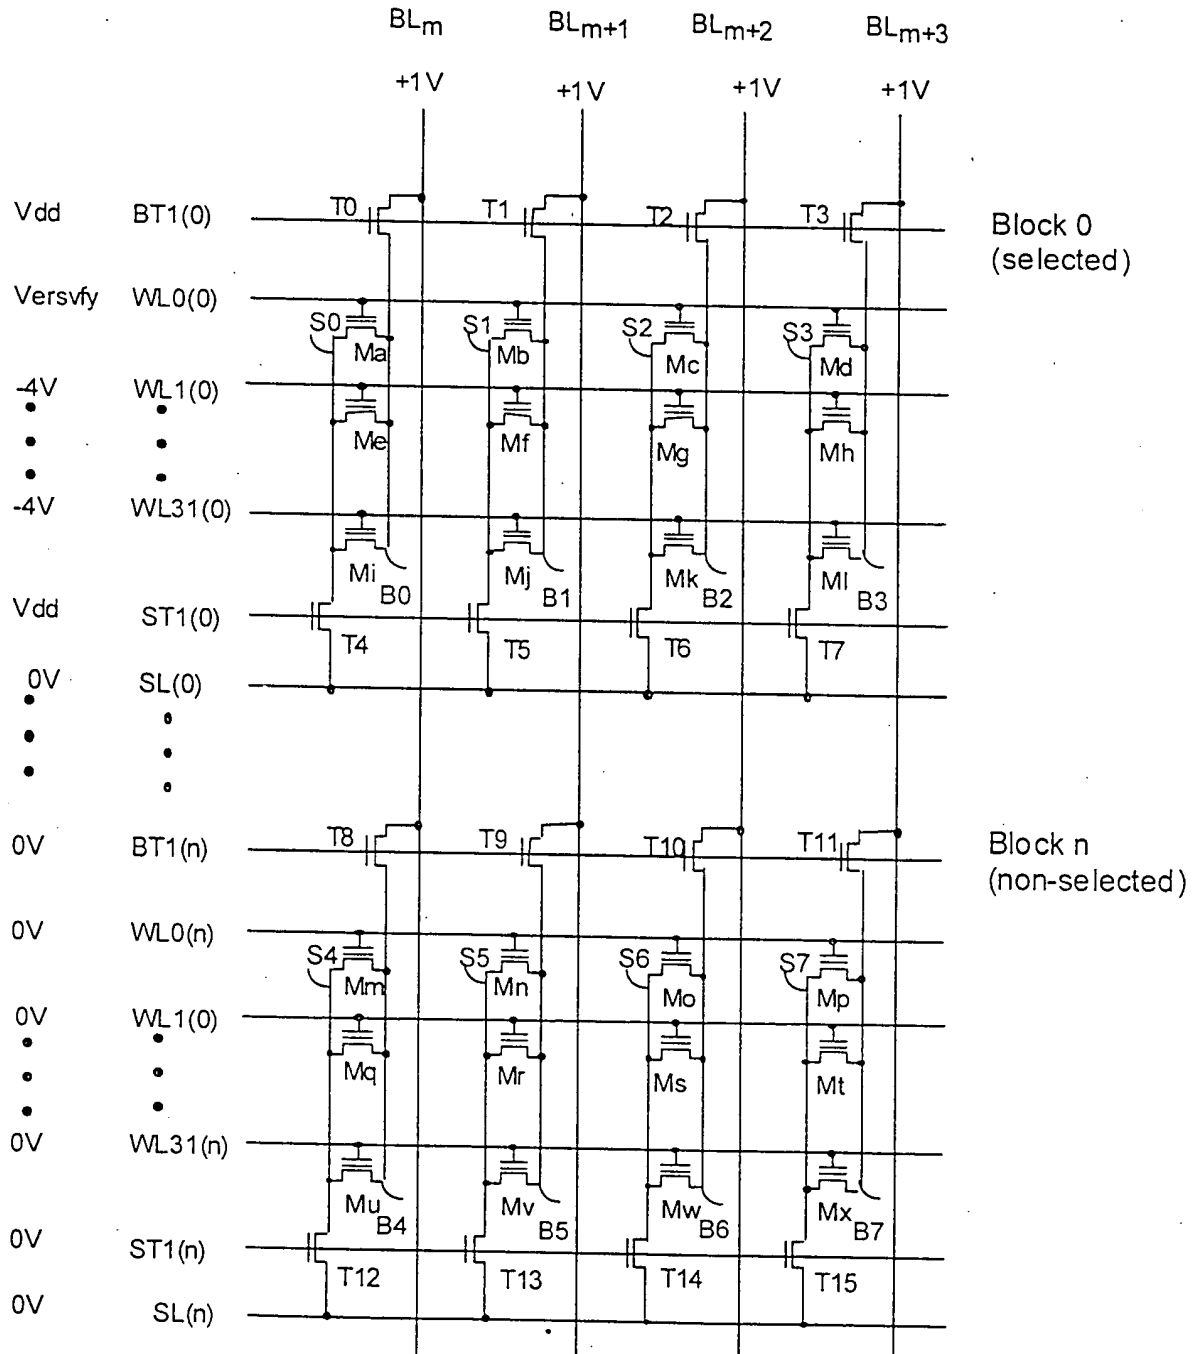 BLm BLm+1 BLm+2 BLm+3
+1V +1V +1V +1V
Vdd BT1(0) T0 T1 T2 T3 Block 0
(selected)
Versvfy WL0(0)
S0 Ma S1 Mb S2 Mc S3 Md
-4V WL1(0)
Me Mf Mg Mh
-4V WL31(0)
Mi B0 Mj B1 Mk B2 Ml B3
Vdd ST1(0)
T4 T5 T6 T7
0V SL(0)
0V BT1(n) T8 T9 T10 T11 Block n
(non-selected)
0V WL0(n)
S4 Mm S5 Mn S6 Mo S7 Mp
0V WL1(0)
Mq Mr Ms Mt
0V WL31(n)
Mu B4 Mv B5 Mw B6 Mx B7
0V ST1(n)
T12 T13 T14 T15
0V SL(n)